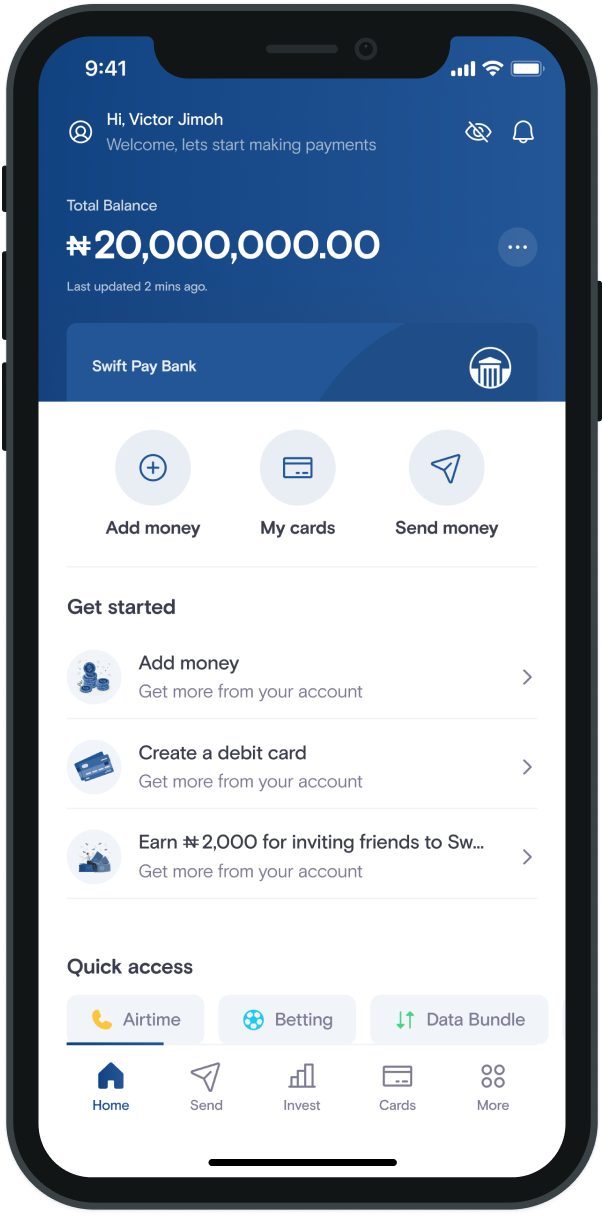 9:41
Hi, Victor Jimoh
Welcome, lets start making payments
Total Balance
₦20,000,000.00
Last updated 2 mins ago.
Swift Pay Bank
Add money
My cards
Send money
Get started
Add money
Get more from your account
Create a debit card
Get more from your account
Earn ₦2,000 for inviting friends to Sw...
Get more from your account
Quick access
Airtime
Betting
Data Bundle
Home
Send
Invest
Cards
More